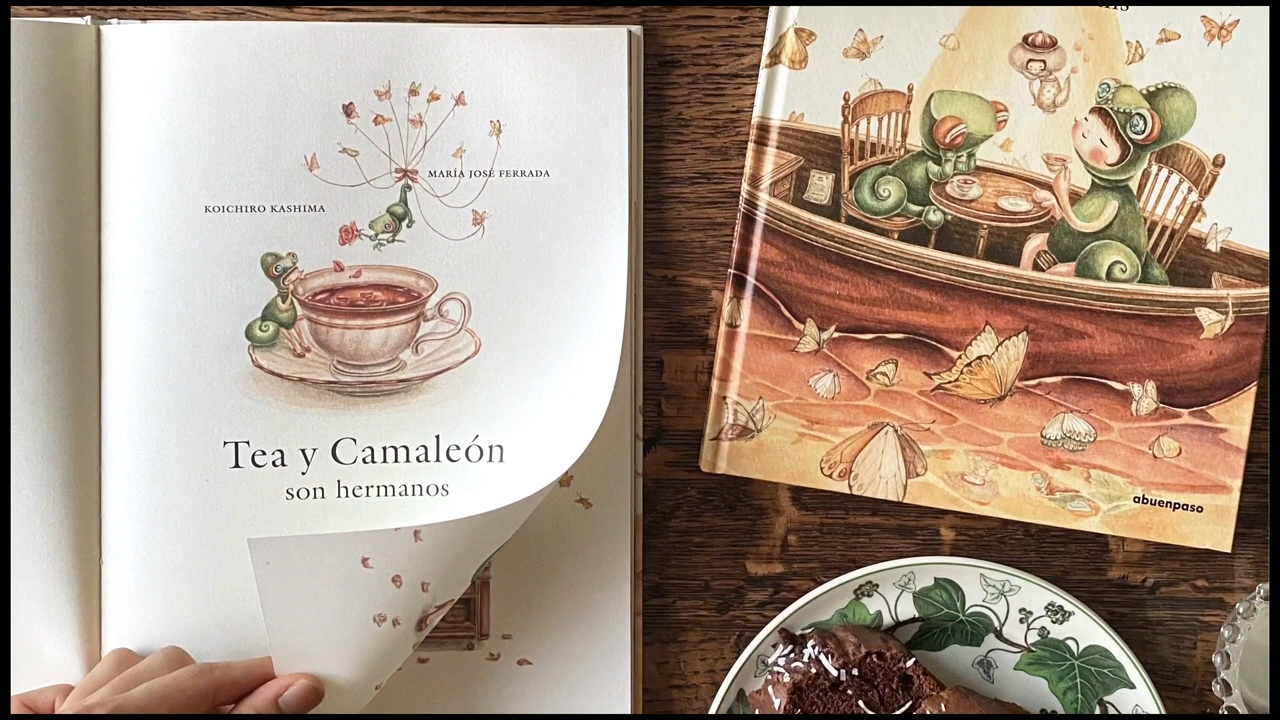 MARÍA JOSÉ FERRADA
KOICHIRO KASHIMA
Tea y Camaleón
son hermanos
abuenpaso